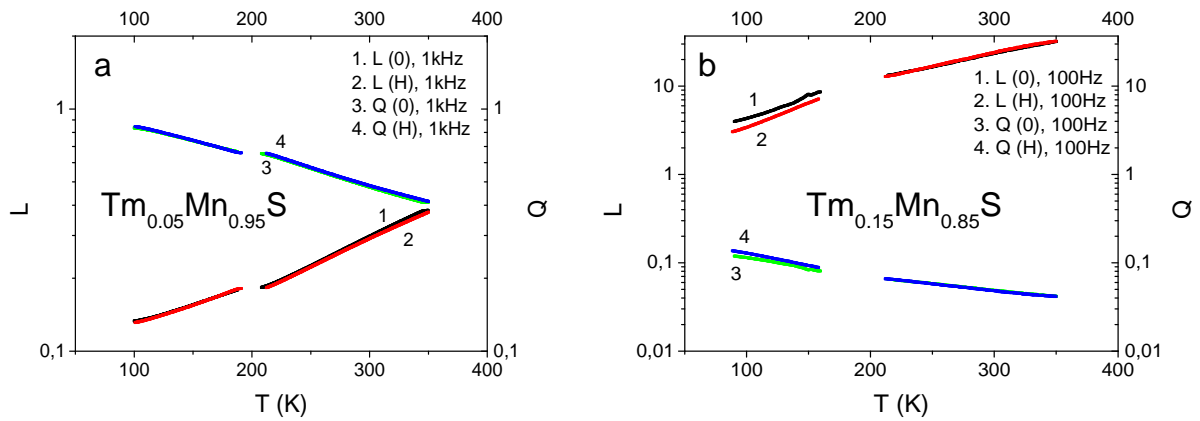 100 200 300 400
a
1. L (0), 1kHz
2. L (H), 1kHz
3. Q (0), 1kHz
4. Q (H), 1kHz
1 1
4
3
L Tm0.05Mn0.95S Q
1
2
0,1 0,1
100 200 300 400
T (K)
100 200 300 400
b
10 10
1. L (0), 100Hz
2. L (H), 100Hz
3. Q (0), 100Hz
4. Q (H), 100Hz
1
2
1 1
L Tm0.15Mn0.85S Q
4
3
0,1 0,1
0,01 0,01
100 200 300 400
T (K)